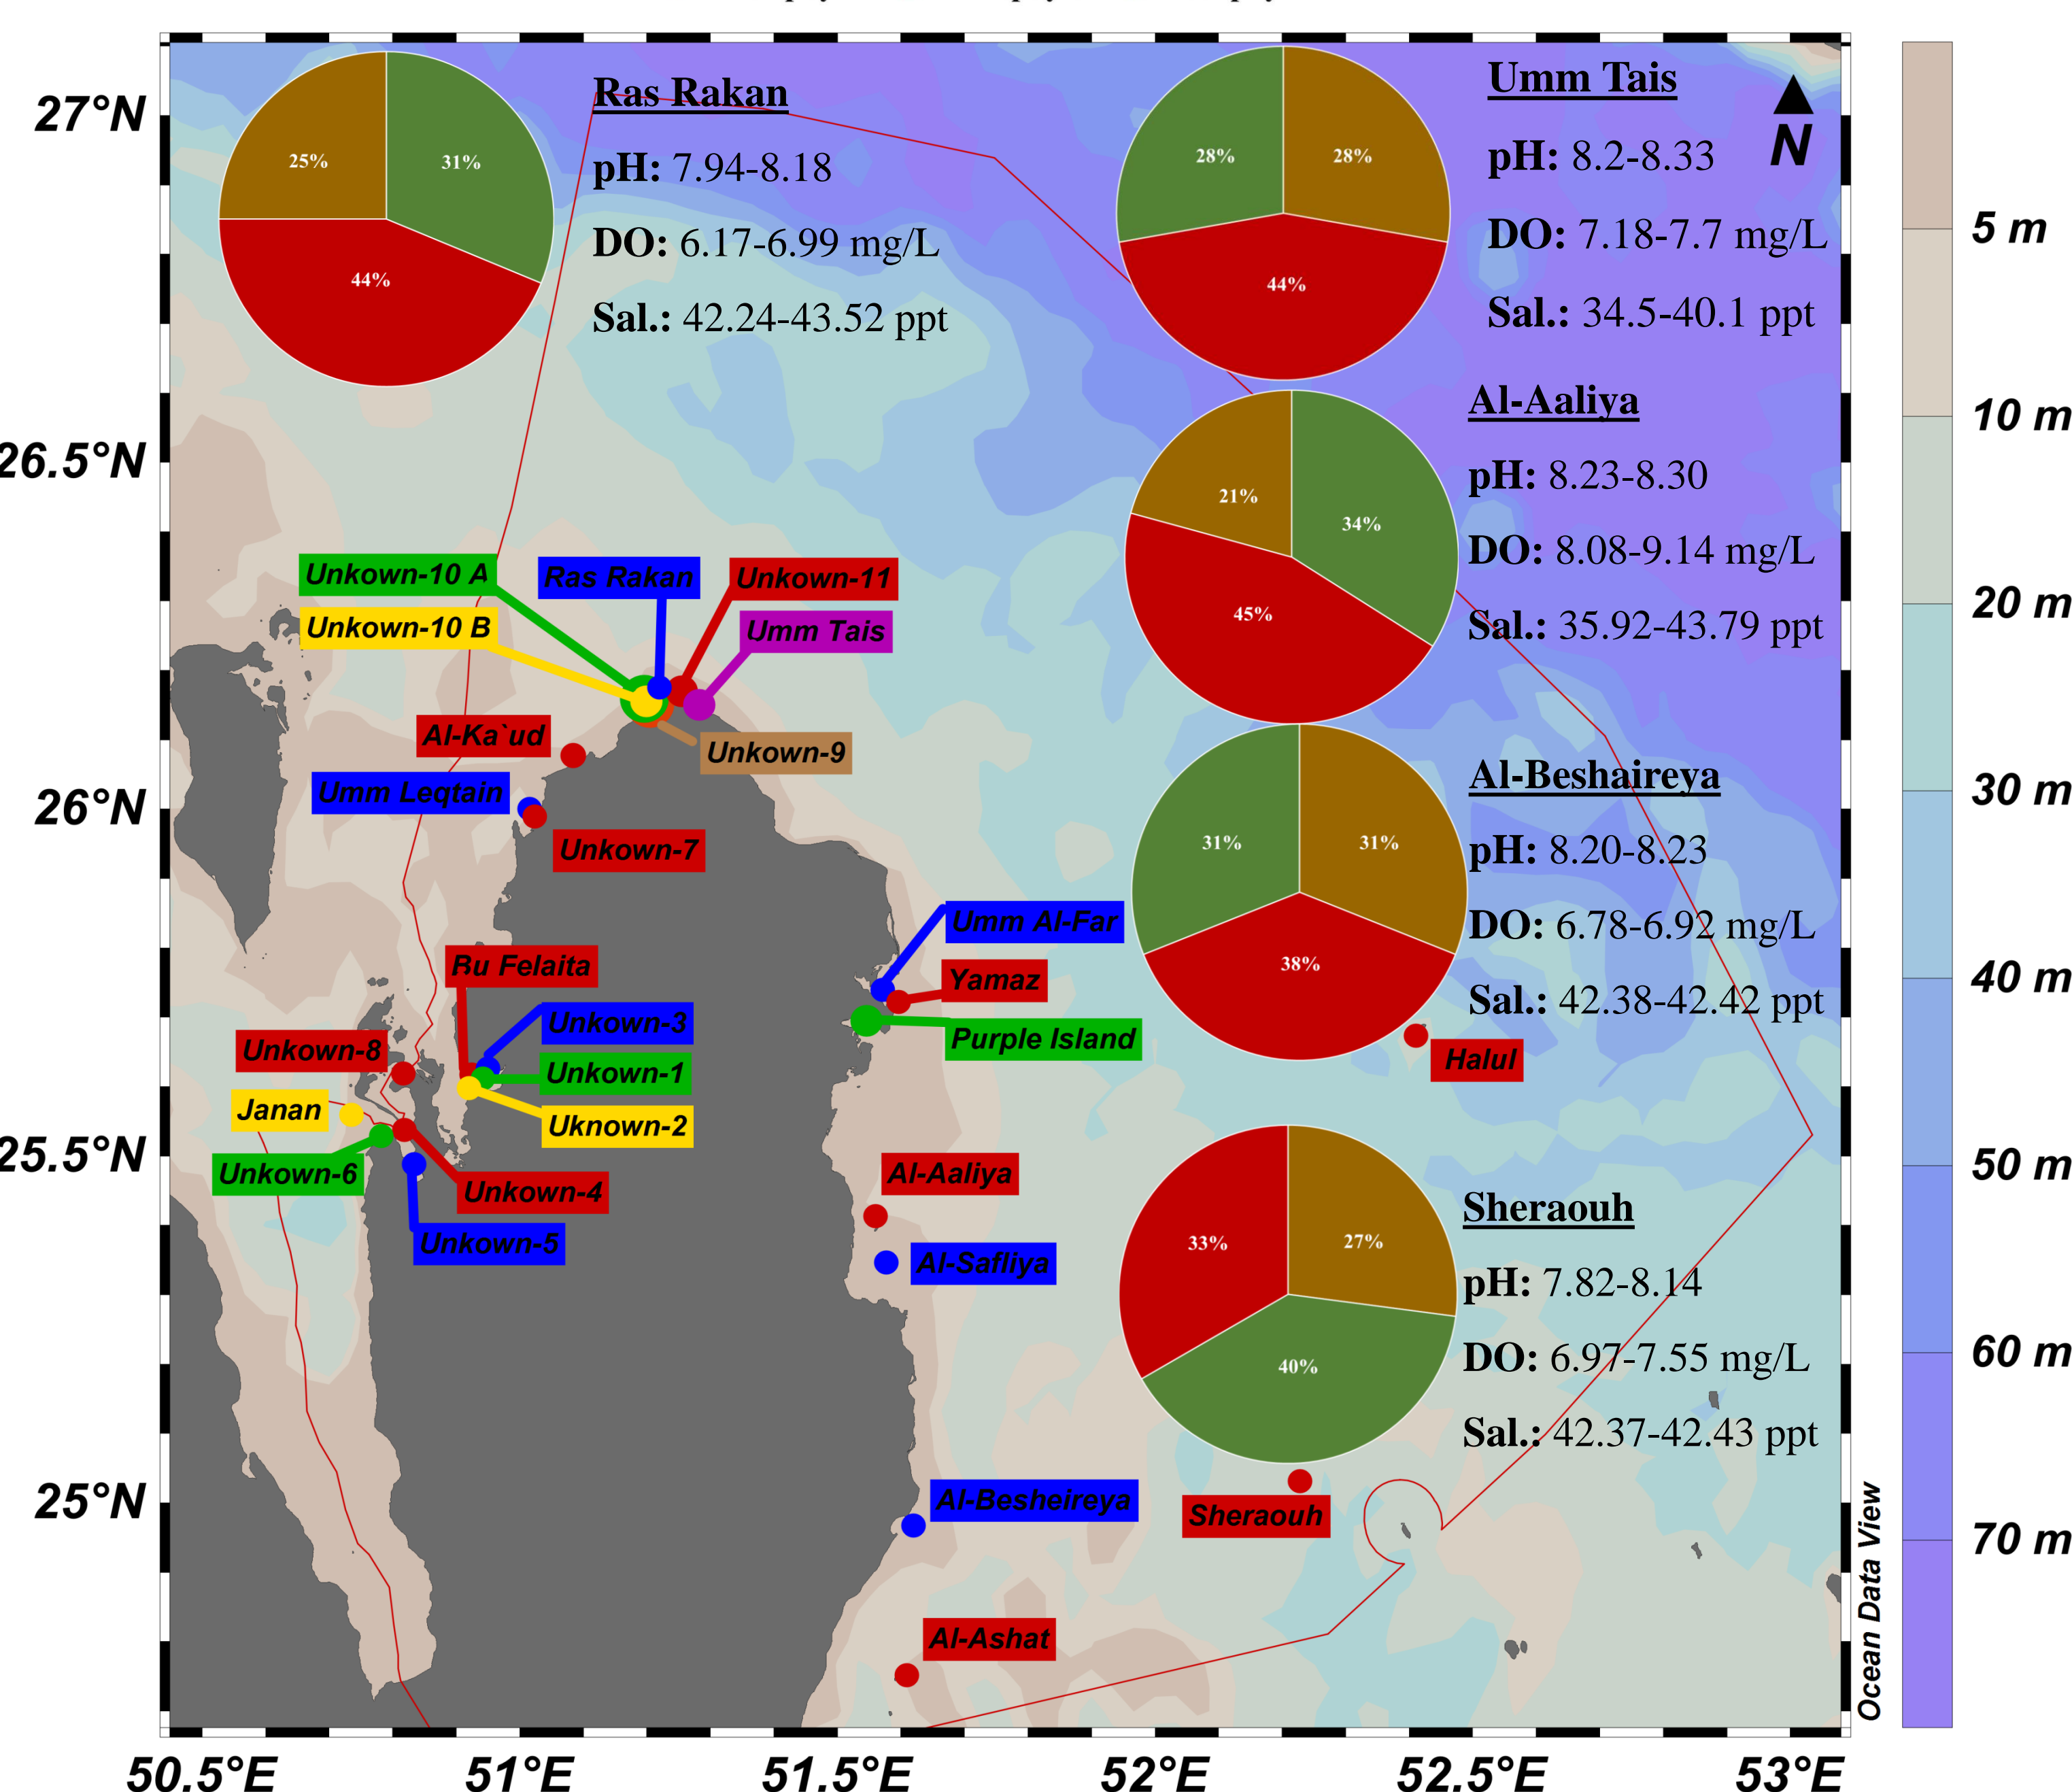 27°N
26.5°N
26°N
25.5°N
25°N
50.5°E
51°E
51.5°E
52°E
52.5°E
53°E
25%
31%
44%
Ras Rakan
pH: 7.94-8.18
DO: 6.17-6.99 mg/L
Sal.: 42.24-43.52 ppt
28%
28%
44%
Umm Tais
pH: 8.2-8.33
DO: 7.18-7.7 mg/L
Sal.: 34.5-40.1 ppt
N
21%
34%
45%
Al-Aaliya
pH: 8.23-8.30
DO: 8.08-9.14 mg/L
Sal.: 35.92-43.79 ppt
31%
31%
38%
Al-Beshaireya
pH: 8.20-8.23
DO: 6.78-6.92 mg/L
Sal.: 42.38-42.42 ppt
33%
27%
40%
Sheraouh
pH: 7.82-8.14
DO: 6.97-7.55 mg/L
Sal.: 42.37-42.43 ppt
Unkown-10 A
Ras Rakan
Unkown-11
Unkown-10 B
Umm Tais
Al-Ka`ud
Unkown-9
Umm Leqtain
Unkown-7
Umm Al-Far
Bu Felaita
Yamaz
Unkown-3
Purple Island
Unkown-8
Halul
Unkown-1
Janan
Uknown-2
Unkown-6
Al-Aaliya
Unkown-4
Unkown-5
Al-Safliya
Al-Besheireya
Sheraouh
Al-Ashat
5 m
10 m
20 m
30 m
40 m
50 m
60 m
70 m
Ocean Data View